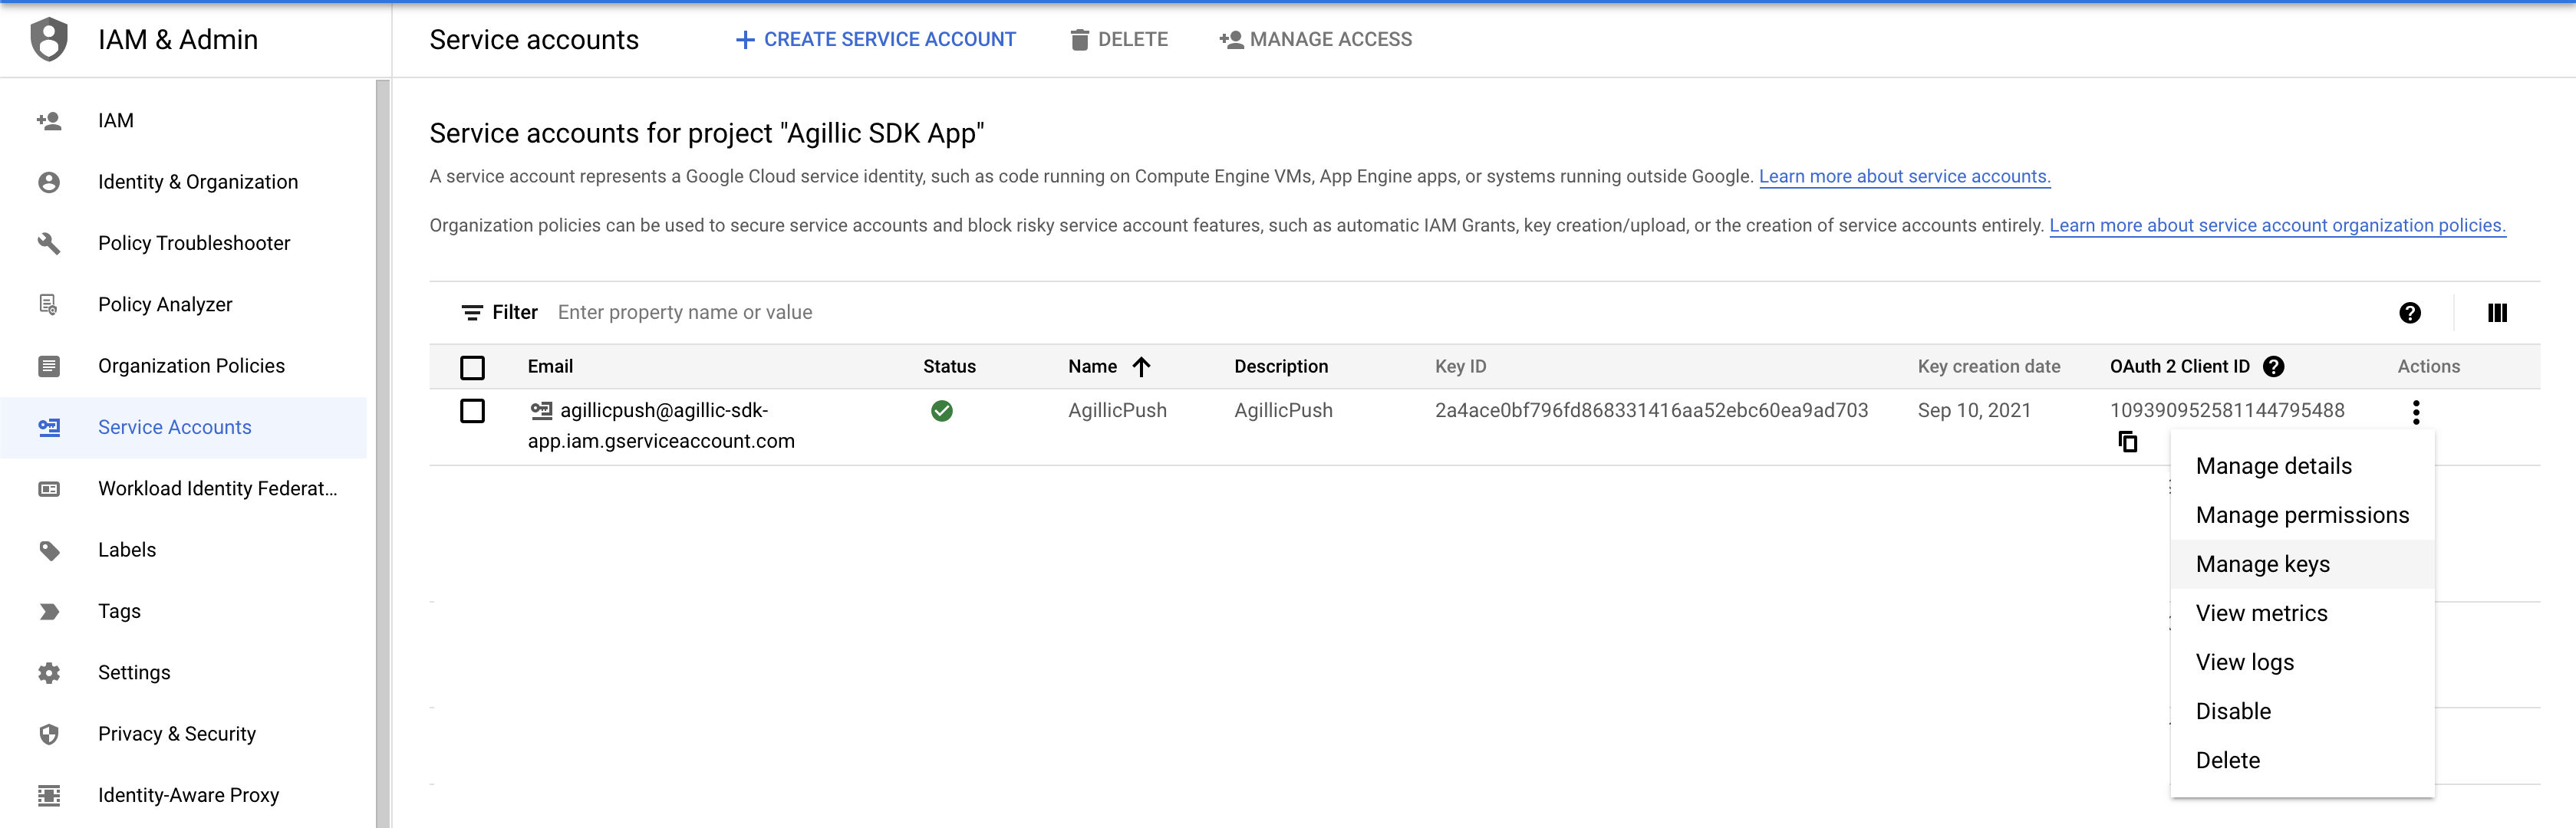 IAM & Admin
Service accounts
CREATE SERVICE ACCOUNT
DELETE
MANAGE ACCESS
IAM
Identity & Organization
Policy Troubleshooter
Policy Analyzer
Organization Policies
Service Accounts
Workload Identity Federat...
Labels
Tags
Settings
Privacy & Security
Identity-Aware Proxy
Service accounts for project "Agillic SDK App"
A service account represents a Google Cloud service identity, such as code running on Compute Engine VMs, App Engine apps, or systems running outside Google. Learn more about service accounts.
Organization policies can be used to secure service accounts and block risky service account features, such as automatic IAM Grants, key creation/upload, or the creation of service accounts entirely. Learn more about service account organization policies.
Filter Enter property name or value
Email Status Name Description Key ID Key creation date OAuth 2 Client ID Actions
agillicpush@agillic-sdk- AgillicPush AgillicPush 2a4ace0bf796fd868331416aa52ebc60ea9ad703 Sep 10, 2021 109390952581144795488
app.iam.gserviceaccount.com
Manage details
Manage permissions
Manage keys
View metrics
View logs
Disable
Delete